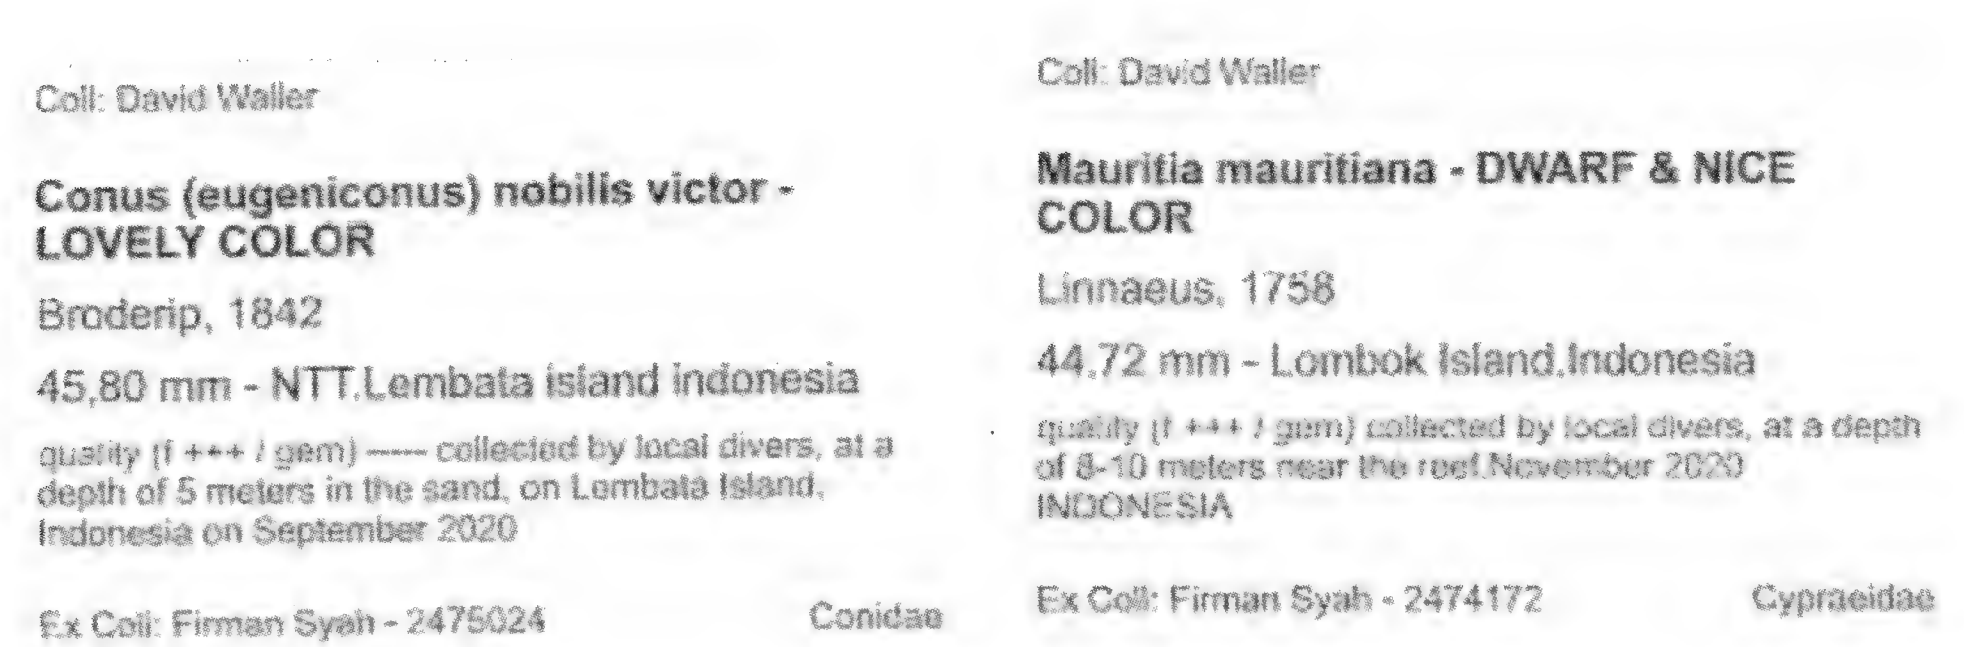 Coll: David Waller
Conus (eugeniconus) nobilis victor -
LOVELY COLOR
Broderip, 1842
45,80 mm - NTT.Lembata island indonesia
quality (f +++ / gem) ----- collected by local divers, at a
depth of 5 meters in the sand, on Lembata Island,
Indonesia on September 2020
Ex Coll: Firman Syah - 2475024 Conidae
Coll: David Waller
Mauritia mauritiana - DWARF & NICE
COLOR
Linnaeus, 1758
44,72 mm - Lombok Island.Indonesia
quality (f +++ / gem) collected by local divers, at a depth
of 8-10 meters near the reef.November 2020
INDONESIA
Ex Coll: Firman Syah - 2474172 Cypraeidae